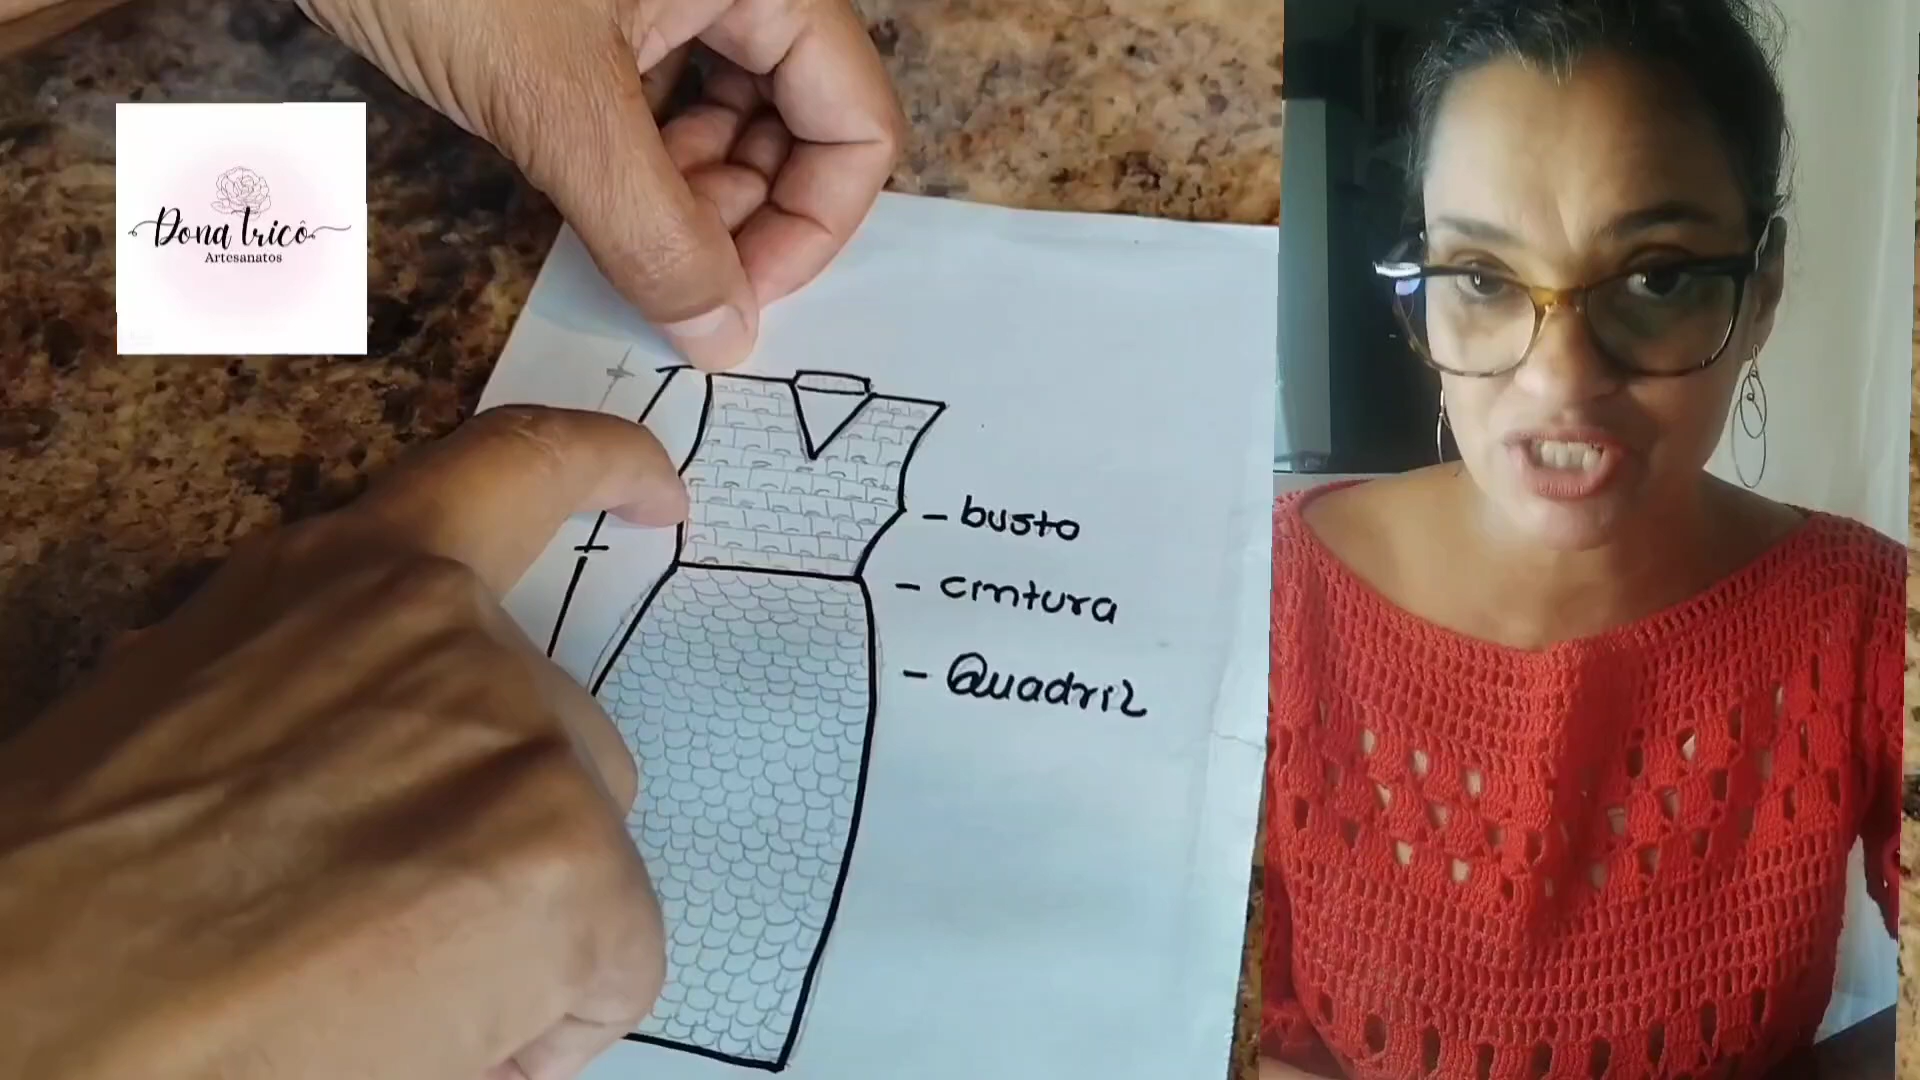 Dona Tricô
Artesanatos
- busto
- cintura
- Quadril